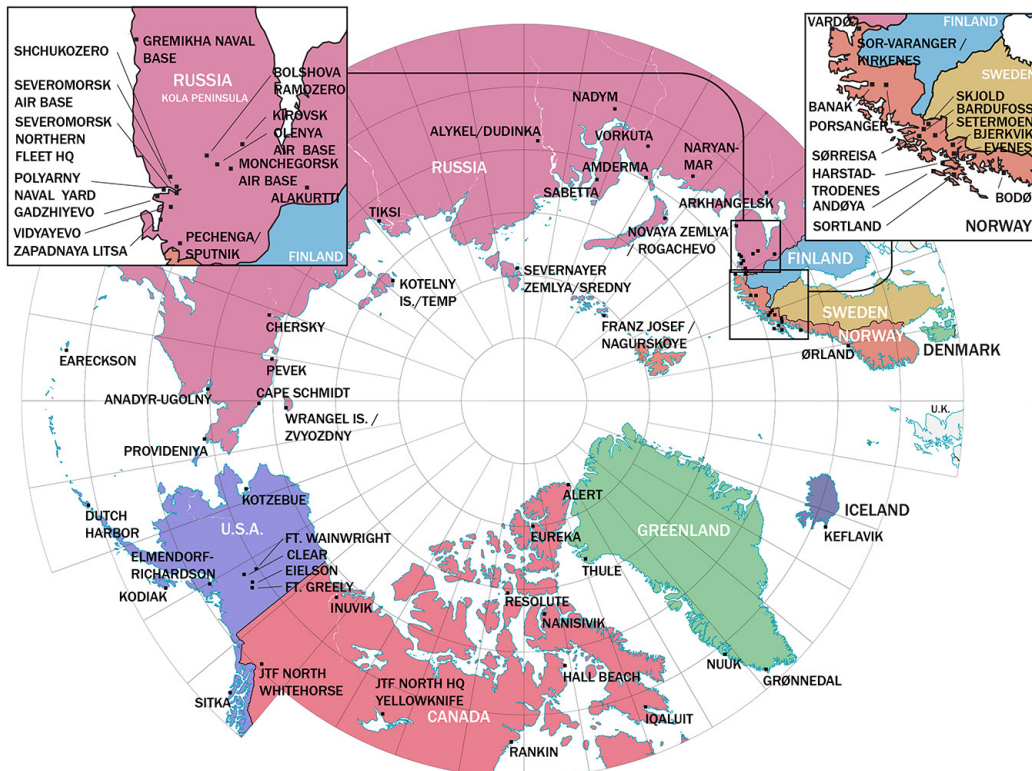 SHCHUKOZERO
SEVEROMORSK
AIR BASE
SEVEROMORSK
NORTHERN
FLEET HQ
POLYARNY
NAVAL YARD
GADZHIYEVO
VIDYAYEVO
ZAPADNAYA LITSA
GREMIKHA NAVAL
BASE
RUSSIA
KOLA PENINSULA
BOLSHOVA
RAMOZERO
KIROVSK
OLENYA
AIR BASE
MONCHEGORSK
AIR BASE
ALAKURTTI
PECHENGA/
SPUTNIK
FINLAND
VARDØ
FINLAND
SOR-VARANGER /
KIRKENES
SWEDEN
BANAK
PORSANGER
SKJOLD
BARDUFOSS
SETERMOEN
BJERKVIK
EVENES
SØRREISA
HARSTAD-
TRODENES
ANDØYA
SORTLAND
BODØ
NORWAY
NADYM
ALYKEL/DUDINKA
VORKUTA
RUSSIA
AMDERMA
NARYAN-
MAR
SABETTA
ARKHANGELSK
TIKSI
NOVAYA ZEMLYA
/ ROGACHEVO
FINLAND
KOTELNY
IS./TEMP
SEVERNAYER
ZEMLYA/SREDNY
SWEDEN
CHERSKY
FRANZ JOSEF /
NAGURSKOYE
NORWAY
EARECKSON
ØRLAND
DENMARK
PEVEK
ANADYR-UGOLNY
CAPE SCHMIDT
WRANGEL IS. /
ZVYOZDNY
U.K.
PROVIDENIYA
KOTZEBUE
ALERT
DUTCH
HARBOR
U.S.A.
FT. WAINWRIGHT
CLEAR
EIELSON
FT. GREELY
EUREKA
GREENLAND
ICELAND
KEFLAVIK
ELMENDORF-
RICHARDSON
KODIAK
THULE
INUVIK
RESOLUTE
NANISIVIK
NUUK
GRØNNEDAL
JTF NORTH
WHITEHORSE
JTF NORTH HQ
YELLOWKNIFE
HALL BEACH
SITKA
CANADA
IQALUIT
RANKIN